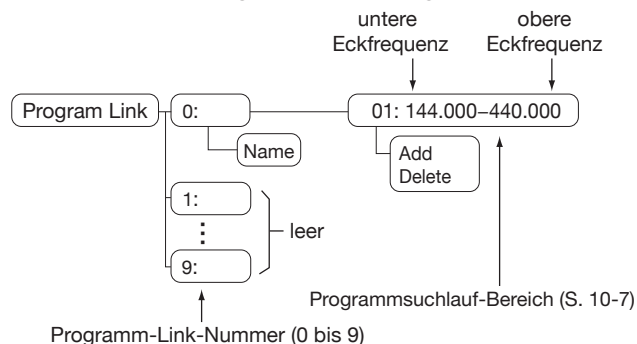 untere
Eckfrequenz
obere
Eckfrequenz
Program Link
0:
01: 144.000–440.000
Name
Add
Delete
1:
⋮
leer
9:
Programmsuchlauf-Bereich (S. 10-7)
Programm-Link-Nummer (0 bis 9)